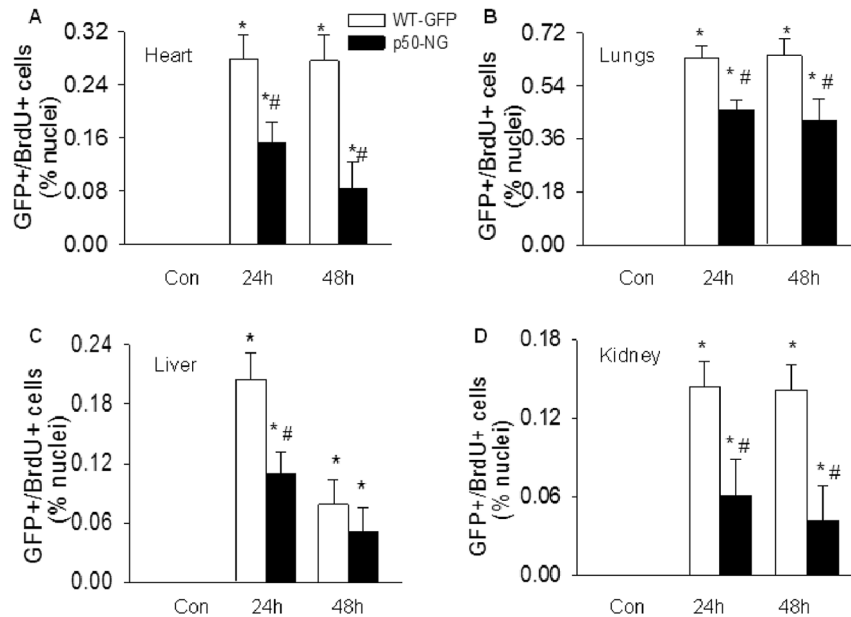 A
WT-GFP
p50-NG
Heart
GFP+/BrdU+ cells
(% nuclei)
0.32
0.24
0.16
0.08
0.00
*
*#
*
*#
Con
24h
48h
B
Lungs
GFP+/BrdU+ cells
(% nuclei)
0.72
0.54
0.36
0.18
0.00
*
* #
*
* #
Con
24h
48h
C
Liver
GFP+/BrdU+ cells
(% nuclei)
0.24
0.18
0.12
0.06
0.00
*
* #
*
*
Con
24h
48h
D
Kidney
GFP+/BrdU+ cells
(% nuclei)
0.18
0.12
0.06
0.00
*
* #
*
* #
Con
24h
48h